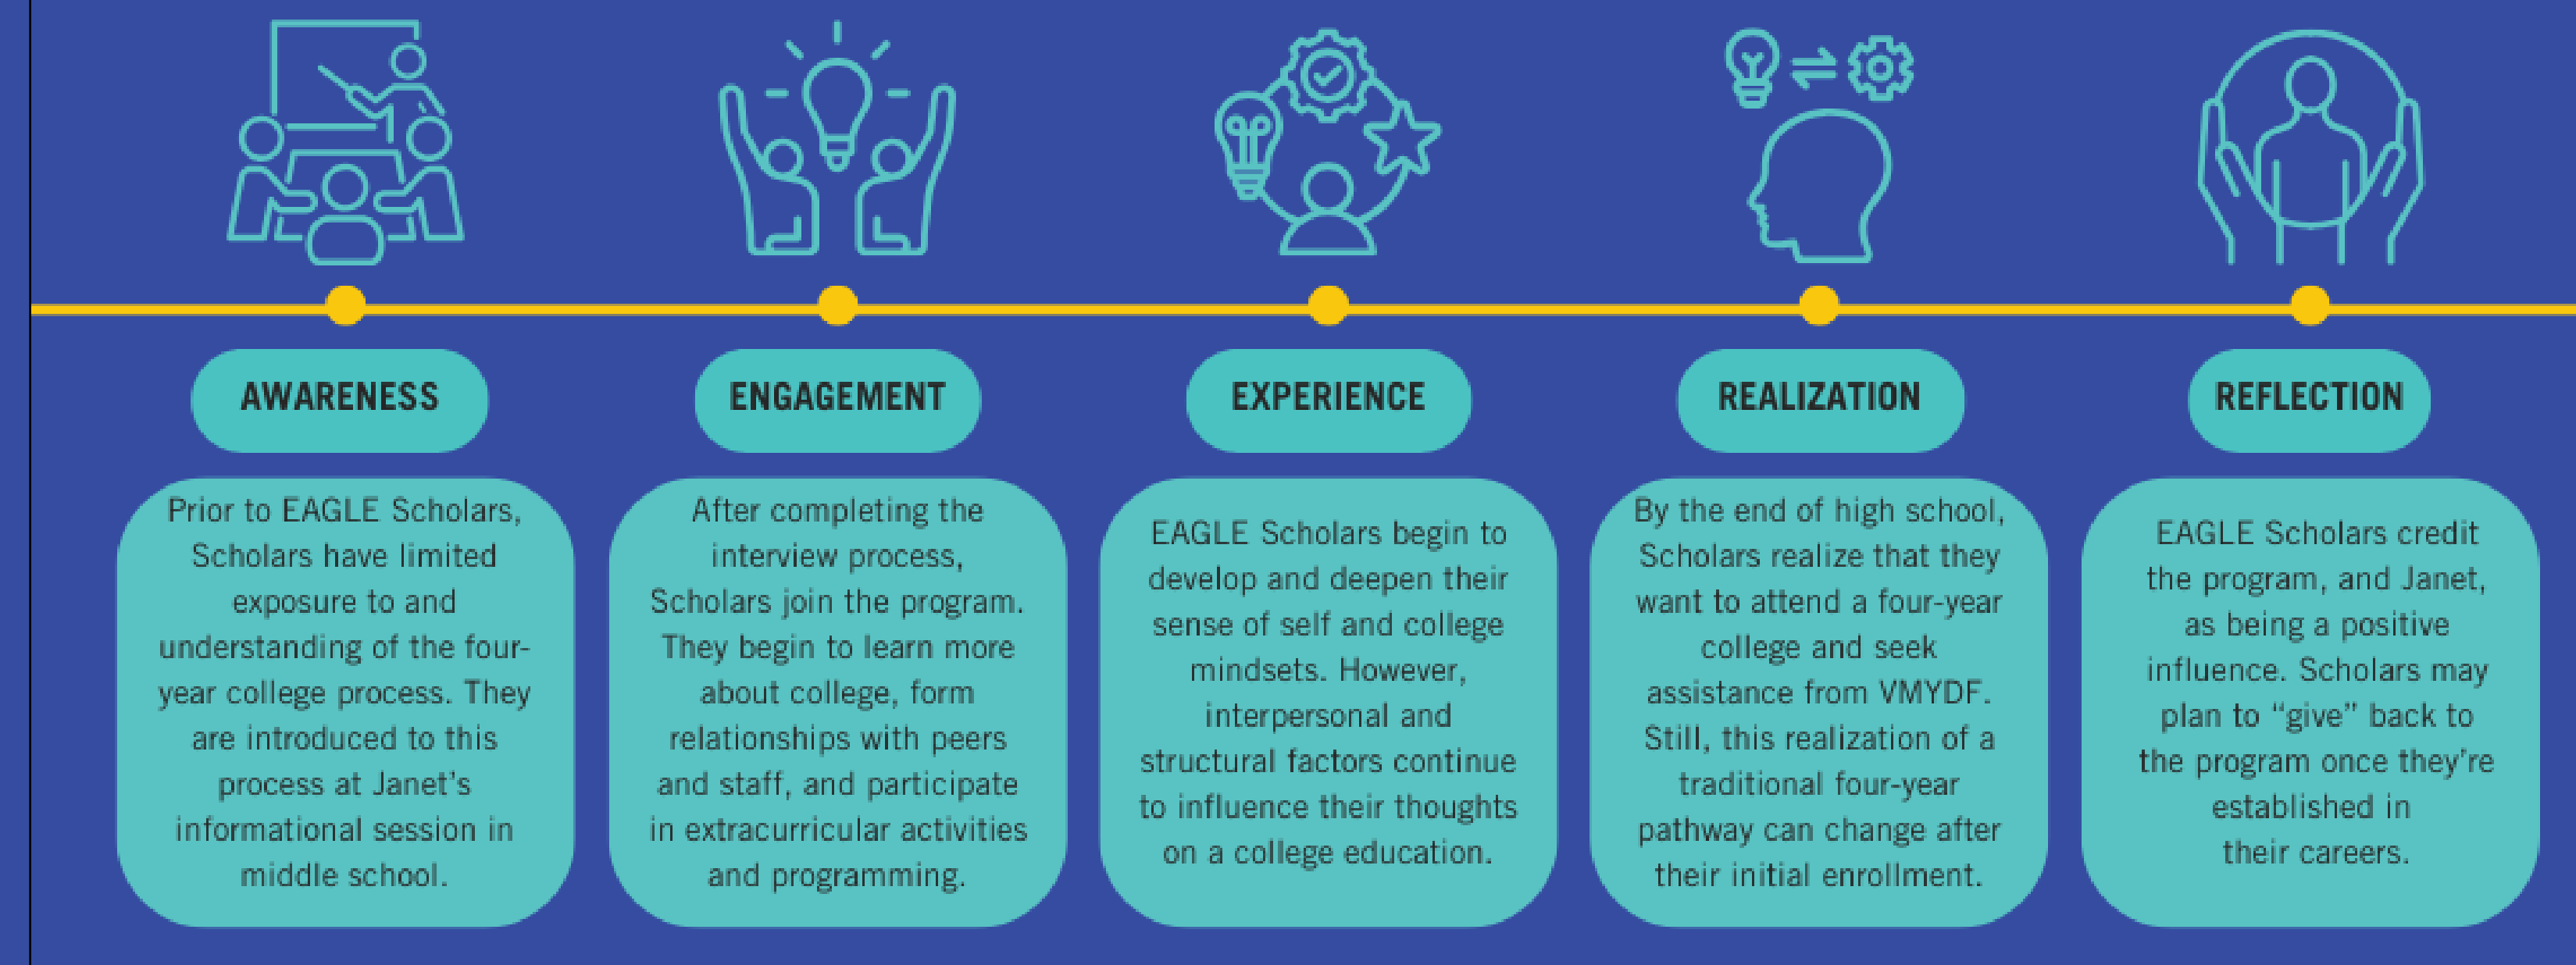 AWARENESS
Prior to EAGLE Scholars,
Scholars have limited
exposure to and
understanding of the four-
year college process. They
are introduced to this
process at Janet's
informational session in
middle school.
ENGAGEMENT
After completing the
interview process,
Scholars join the program.
They begin to learn more
about college, form
relationships with peers
and staff, and participate
in extracurricular activities
and programming.
EXPERIENCE
EAGLE Scholars begin to
develop and deepen their
sense of self and college
mindsets. However,
interpersonal and
structural factors continue
to influence their thoughts
on a college education.
REALIZATION
By the end of high school,
Scholars realize that they
want to attend a four-year
college and seek
assistance from VMYDF.
Still, this realization of a
traditional four-year
pathway can change after
their initial enrollment.
REFLECTION
EAGLE Scholars credit
the program, and Janet,
as being a positive
influence. Scholars may
plan to “give” back to
the program once they’re
established in
their careers.